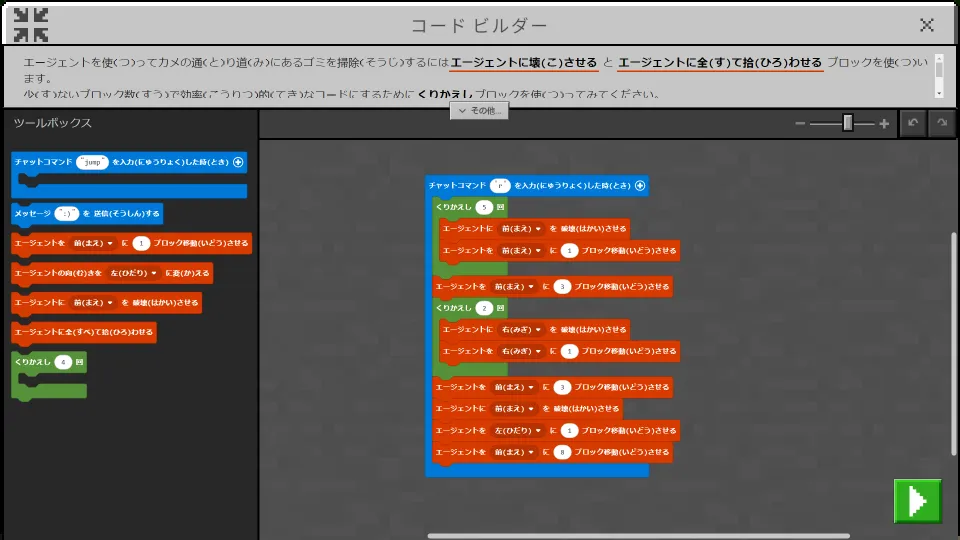 コード ビルダー
エージェントを使(つか)ってカメの通(とお)り道(みち)にあるゴミを掃除(そうじ)するにはエージェントに壊(こわ)させる と エージェントに全(すべ)て拾(ひろ)わせる ブロックを使(つか)い
ます。
少(すく)ないブロック数(すう)で効率(こうりつ)的(てき)なコードにするためにくりかえしブロックを使(つか)ってみてください。
その他...
ツールボックス
チャットコマンド "jump" を入力(にゅうりょく)した時(とき)
メッセージ ":)" を 送信(そうしん)する
エージェントを 前(まえ) に 1 ブロック移動(いどう)させる
エージェントの向(む)きを 左(ひだり) に変(か)える
エージェントに 前(まえ) を 破壊(はかい)させる
エージェントに全(すべ)て拾(ひろ)わせる
くりかえし 4 回
チャットコマンド "r" を入力(にゅうりょく)した時(とき)
くりかえし 5 回
エージェントに 前(まえ) を 破壊(はかい)させる
エージェントを 前(まえ) に 1 ブロック移動(いどう)させる
エージェントを 前(まえ) に 3 ブロック移動(いどう)させる
くりかえし 2 回
エージェントに 右(みぎ) を 破壊(はかい)させる
エージェントを 右(みぎ) に 1 ブロック移動(いどう)させる
エージェントを 前(まえ) に 3 ブロック移動(いどう)させる
エージェントに 前(まえ) を 破壊(はかい)させる
エージェントを 左(ひだり) に 1 ブロック移動(いどう)させる
エージェントを 前(まえ) に 8 ブロック移動(いどう)させる